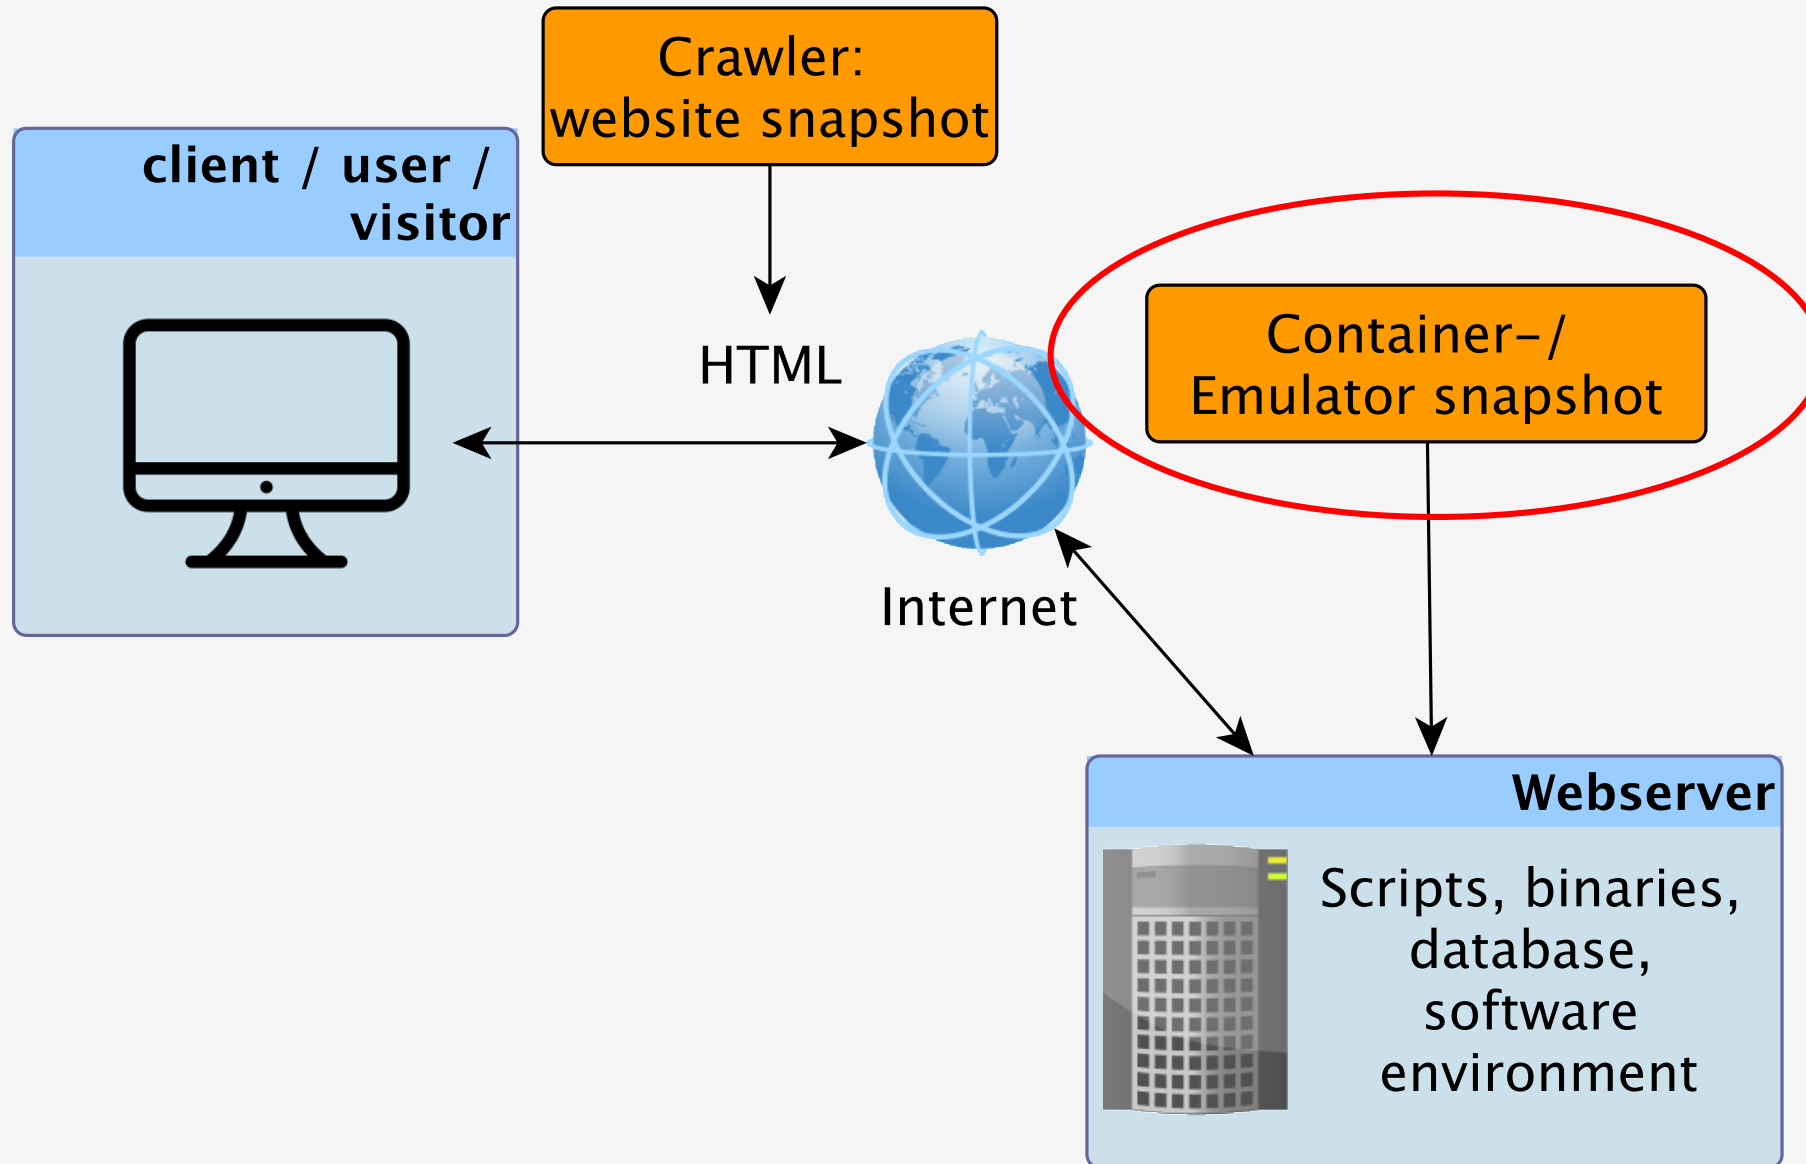 Crawler:
website snapshot
client / user /
visitor
HTML
Container-/
Emulator snapshot
Internet
Webserver
Scripts, binaries,
database,
software
environment